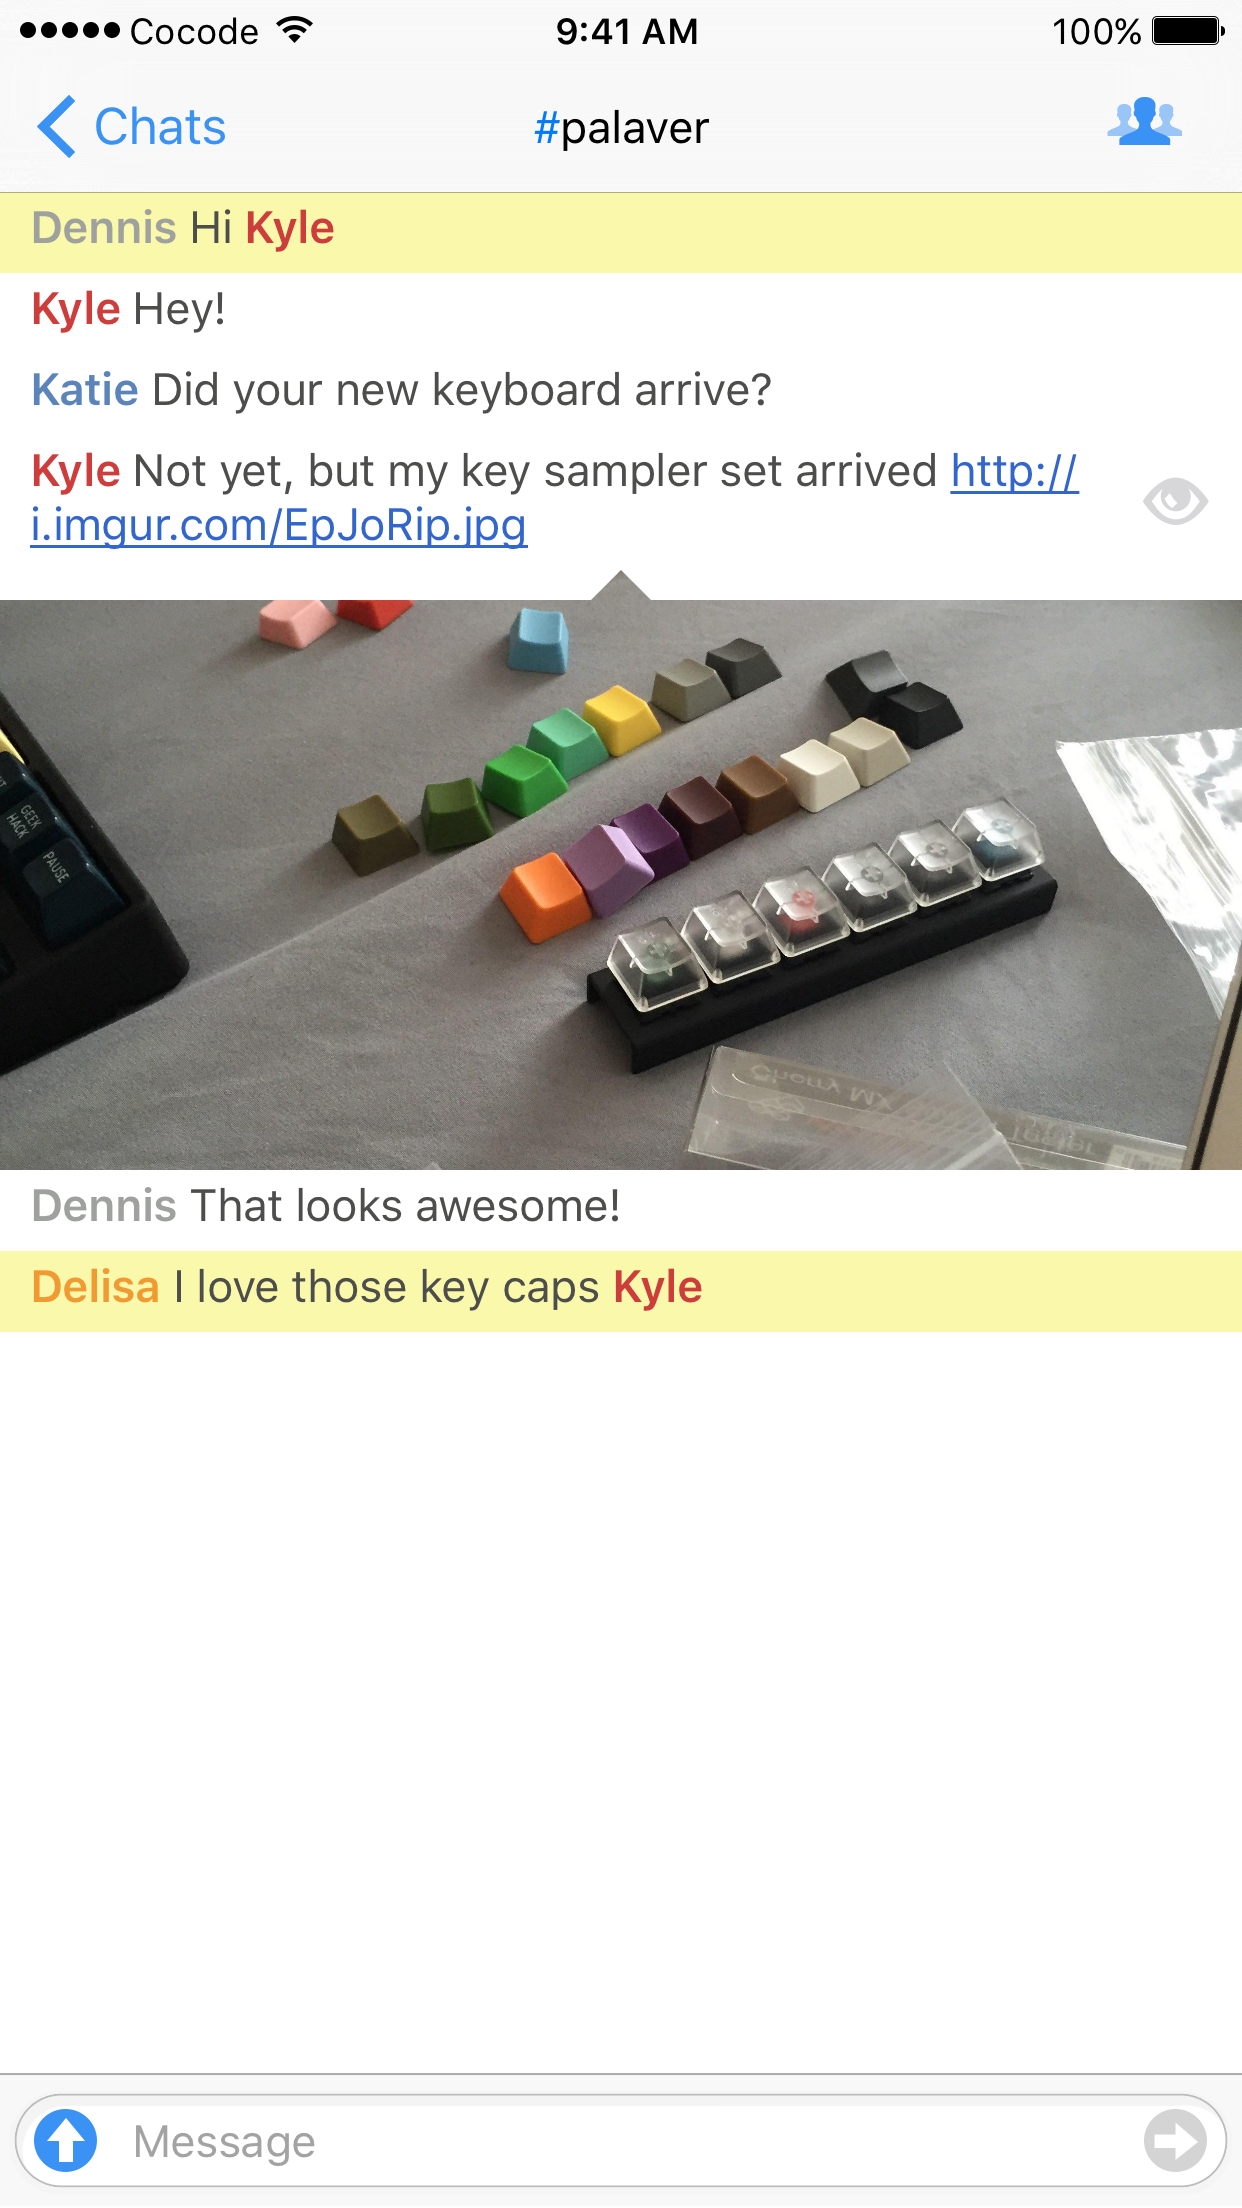 Cocode 9:41 AM 100%
Chats #palaver
Dennis Hi Kyle
Kyle Hey!
Katie Did your new keyboard arrive?
Kyle Not yet, but my key sampler set arrived http://
i.imgur.com/EpJoRip.jpg
GEEK
HACK
PAUSE
Cherry MX
Dennis That looks awesome!
Delisa I love those key caps Kyle
Message